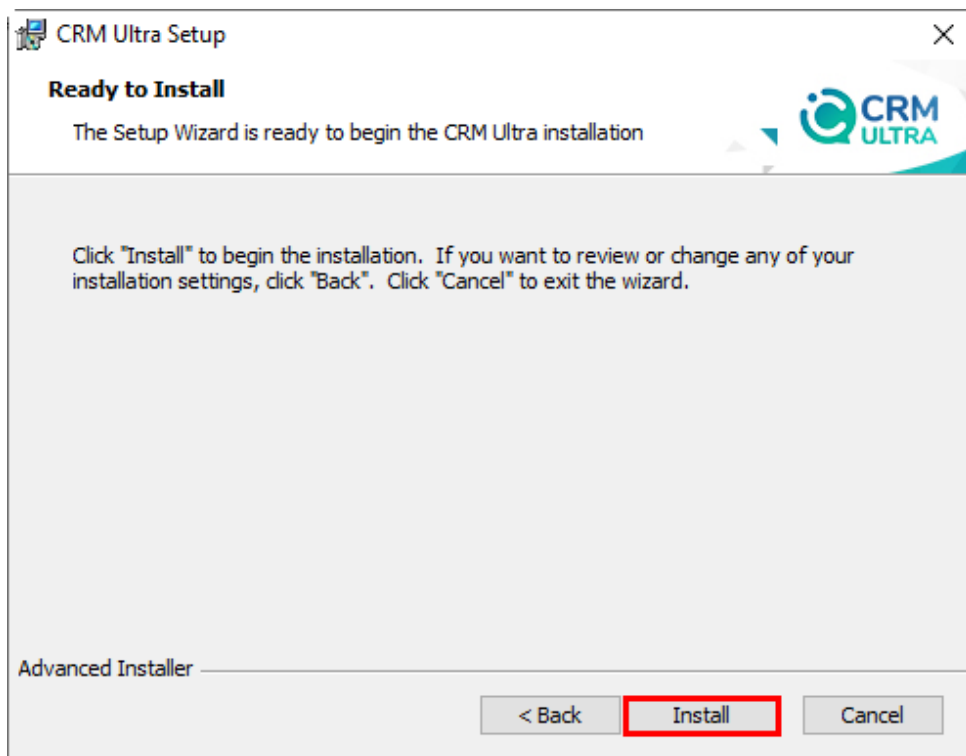 CRM Ultra Setup
Ready to Install
The Setup Wizard is ready to begin the CRM Ultra installation
CRM
ULTRA
Click "Install" to begin the installation.  If you want to review or change any of your
installation settings, click "Back".  Click "Cancel" to exit the wizard.
Advanced Installer
< Back
Install
Cancel